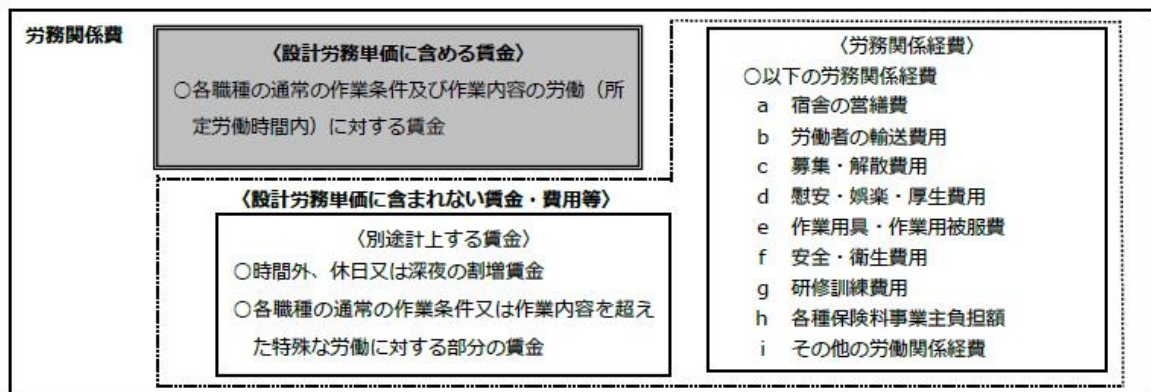 労務関係費
〈設計労務単価に含める賃金〉
○各職種の通常の作業条件及び作業内容の労働（所
定労働時間内）に対する賃金
〈設計労務単価に含まれない賃金・費用等〉
〈別途計上する賃金〉
○時間外、休日又は深夜の割増賃金
○各職種の通常の作業条件又は作業内容を超え
た特殊な労働に対する部分の賃金
〈労務関係経費〉
○以下の労務関係経費
a 宿舎の営繕費
b 労働者の輸送費用
c 募集・解散費用
d 慰安・娯楽・厚生費用
e 作業用具・作業用被服費
f 安全・衛生費用
g 研修訓練費用
h 各種保険料事業主負担額
i その他の労働関係経費